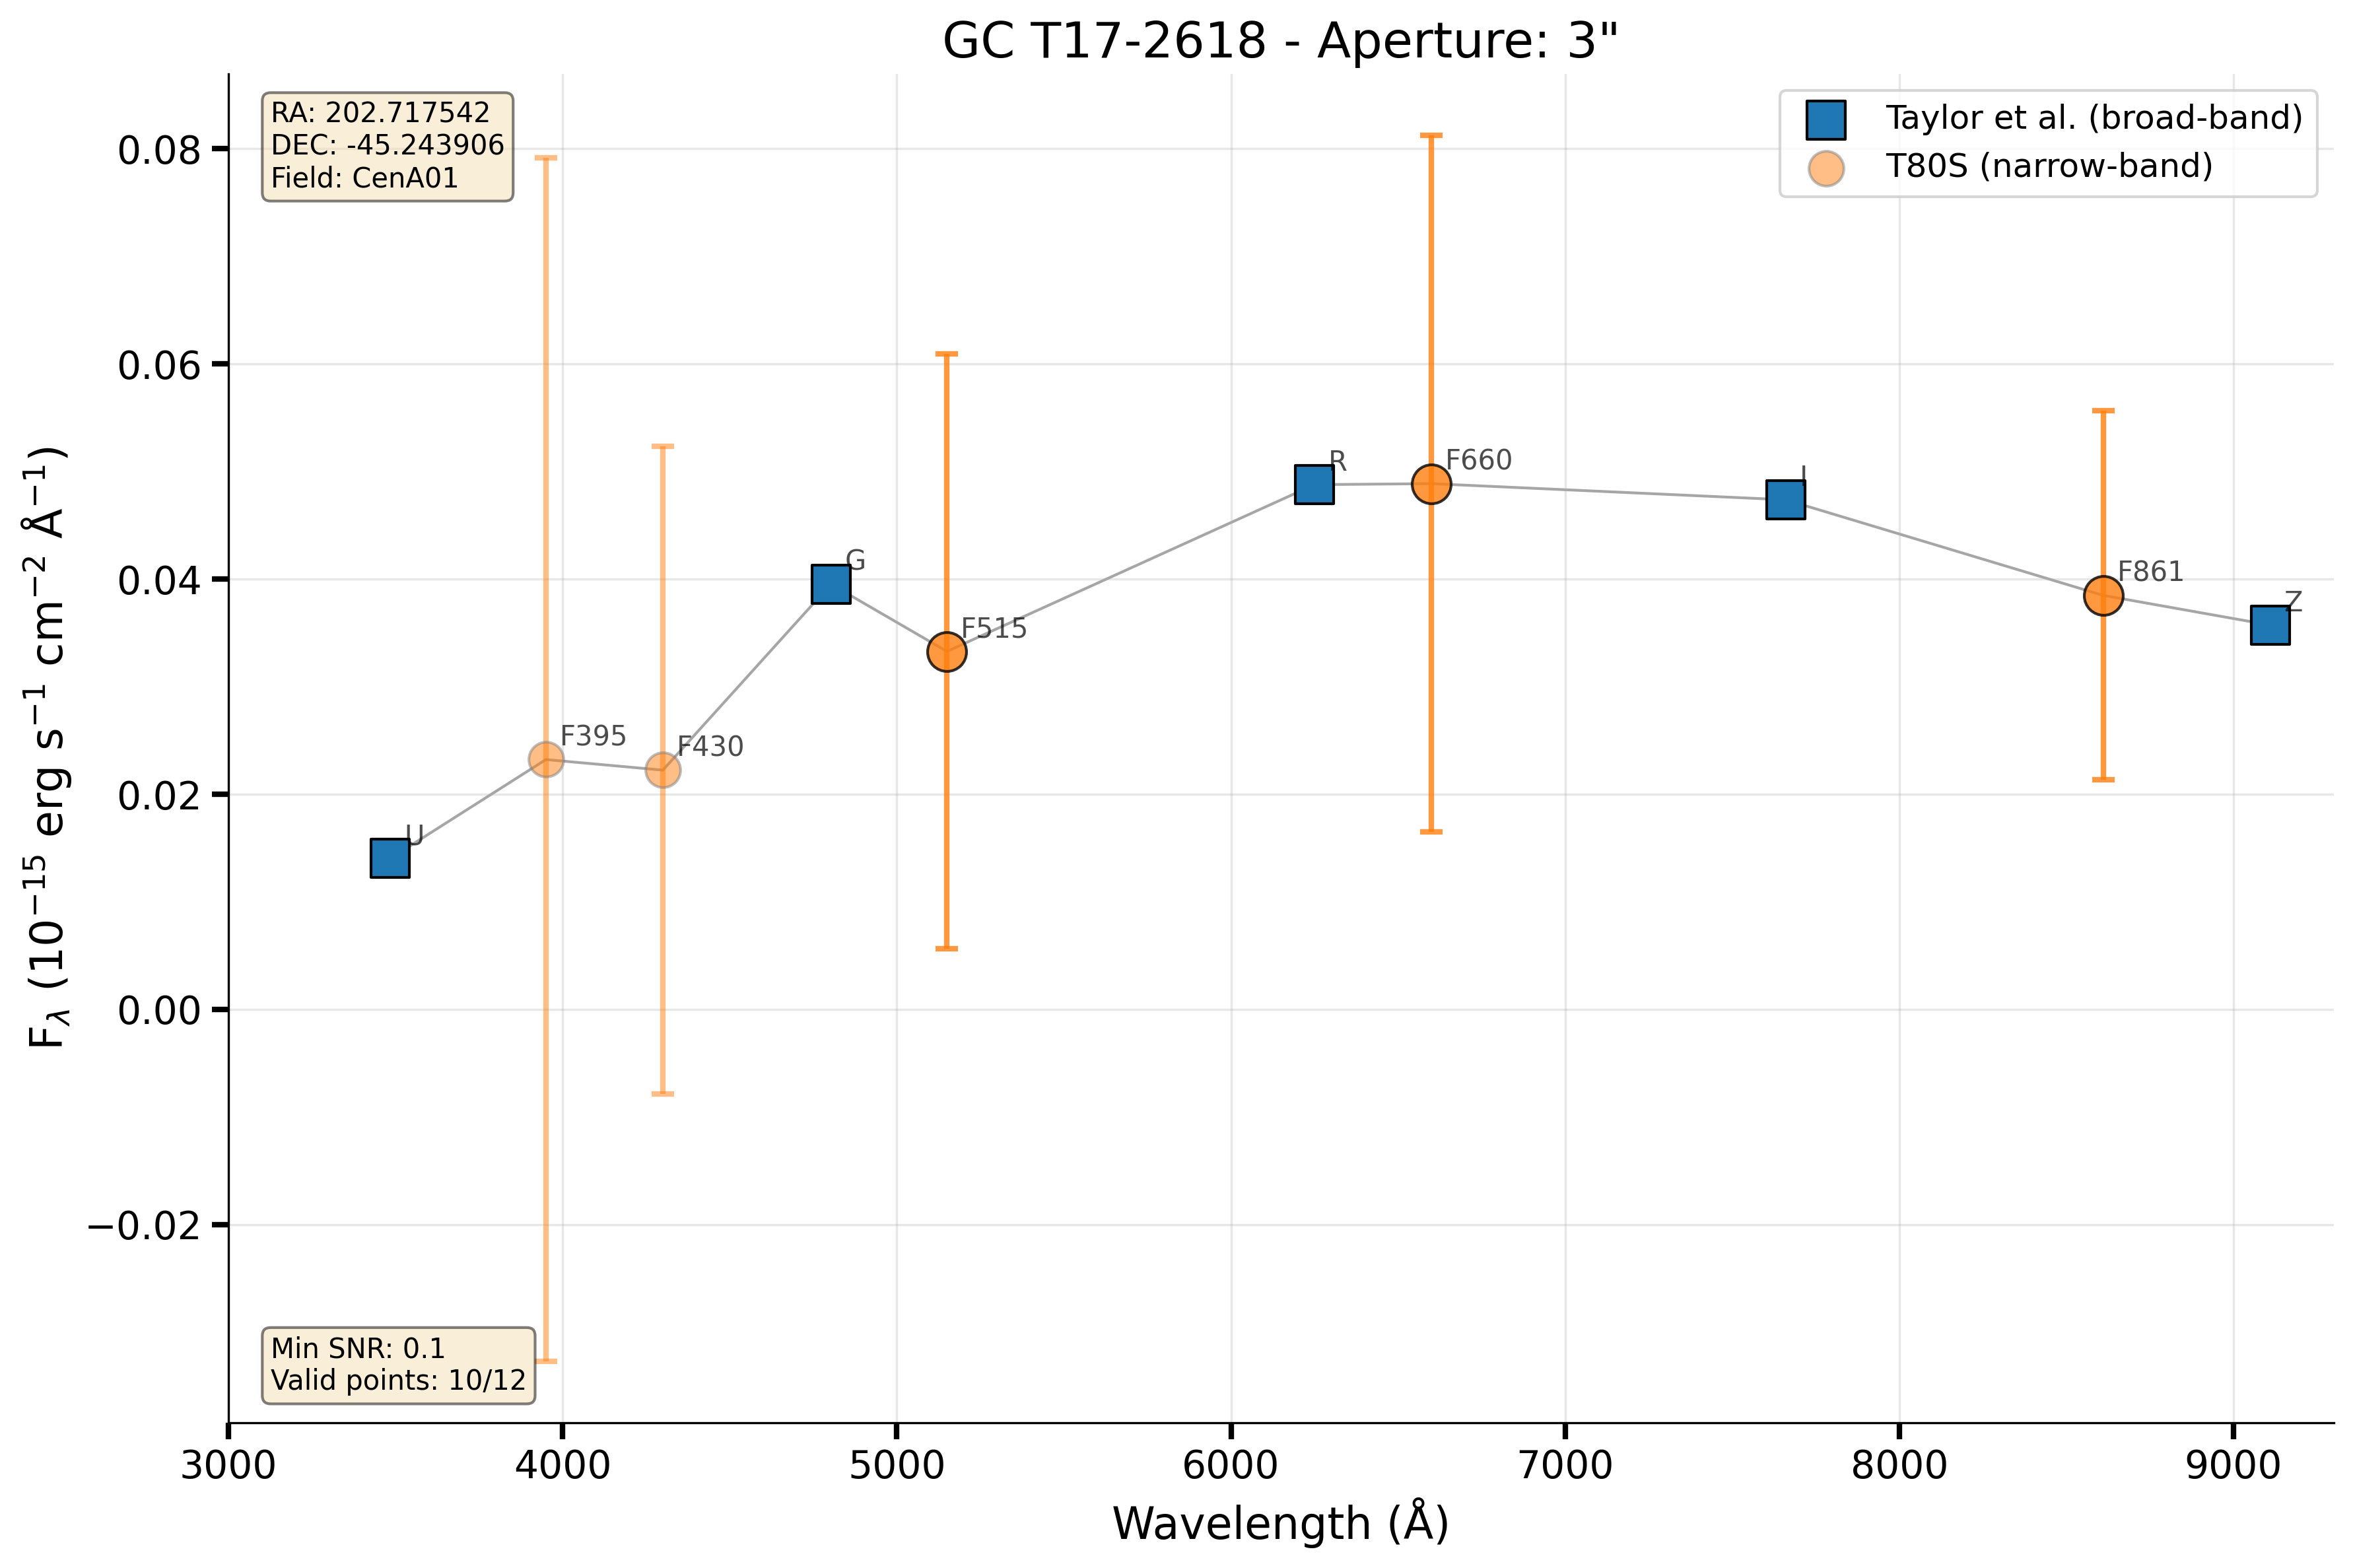 GC T17-2618 - Aperture: 3"
RA: 202.717542
DEC: -45.243906
Field: CenA01
Taylor et al. (broad-band)
T80S (narrow-band)
F_λ (10⁻¹⁵ erg s⁻¹ cm⁻² Å⁻¹)
0.08
0.06
0.04
0.02
0.00
−0.02
U
F395
F430
G
F515
R
F660
I
F861
Z
Min SNR: 0.1
Valid points: 10/12
3000 4000 5000 6000 7000 8000 9000
Wavelength (Å)